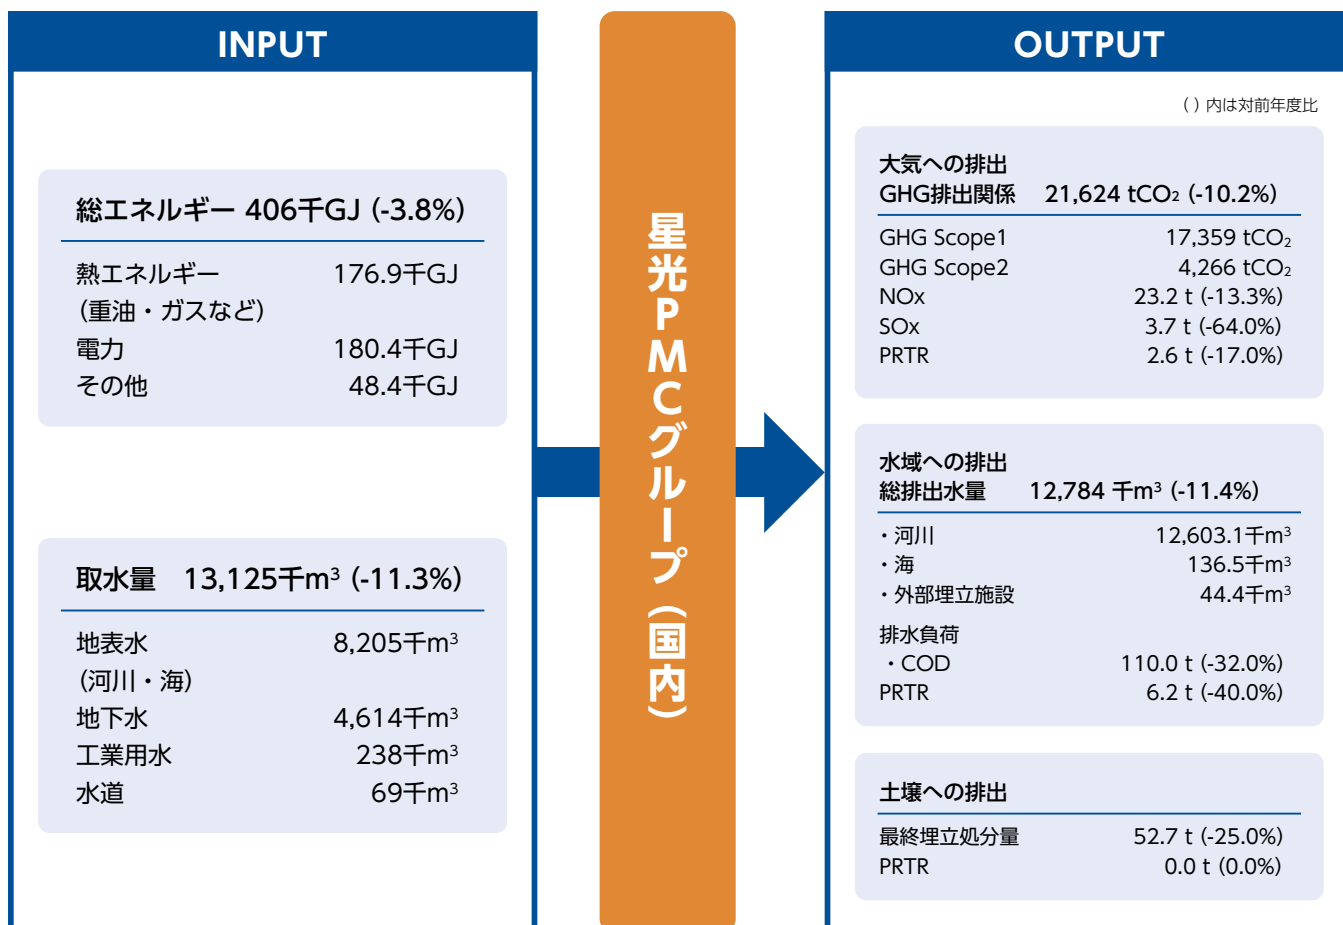 INPUT
総エネルギー 406千GJ (-3.8%)
熱エネルギー 176.9千GJ
(重油・ガスなど)
電力 180.4千GJ
その他 48.4千GJ
取水量 13,125千m³ (-11.3%)
地表水 8,205千m³
(河川・海)
地下水 4,614千m³
工業用水 238千m³
水道 69千m³
星光PMCグループ(国内)
OUTPUT
( ) 内は対前年度比
大気への排出
GHG排出関係 21,624 tCO₂ (-10.2%)
GHG Scope1 17,359 tCO₂
GHG Scope2 4,266 tCO₂
NOx 23.2 t (-13.3%)
SOx 3.7 t (-64.0%)
PRTR 2.6 t (-17.0%)
水域への排出
総排出水量 12,784 千m³ (-11.4%)
・河川 12,603.1千m³
・海 136.5千m³
・外部埋立施設 44.4千m³
排水負荷
・COD 110.0 t (-32.0%)
PRTR 6.2 t (-40.0%)
土壌への排出
最終埋立処分量 52.7 t (-25.0%)
PRTR 0.0 t (0.0%)